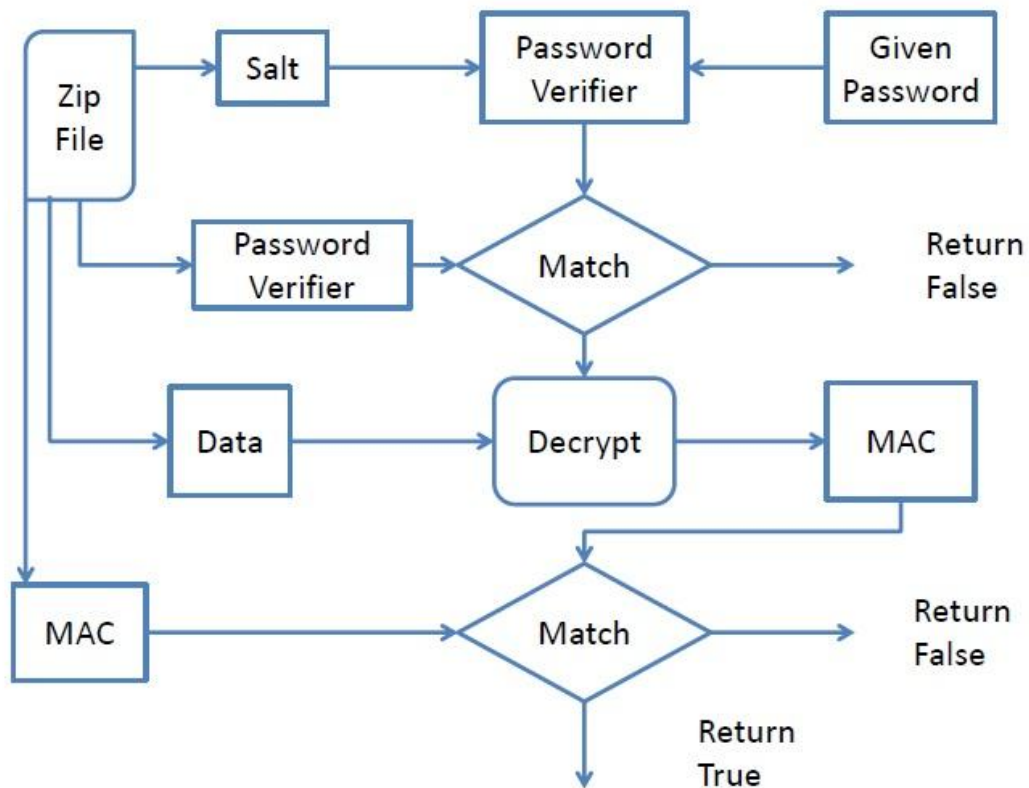 Zip
File
Salt
Password
Verifier
Given
Password
Password
Verifier
Match
Return
False
Data
Decrypt
MAC
MAC
Match
Return
False
Return
True